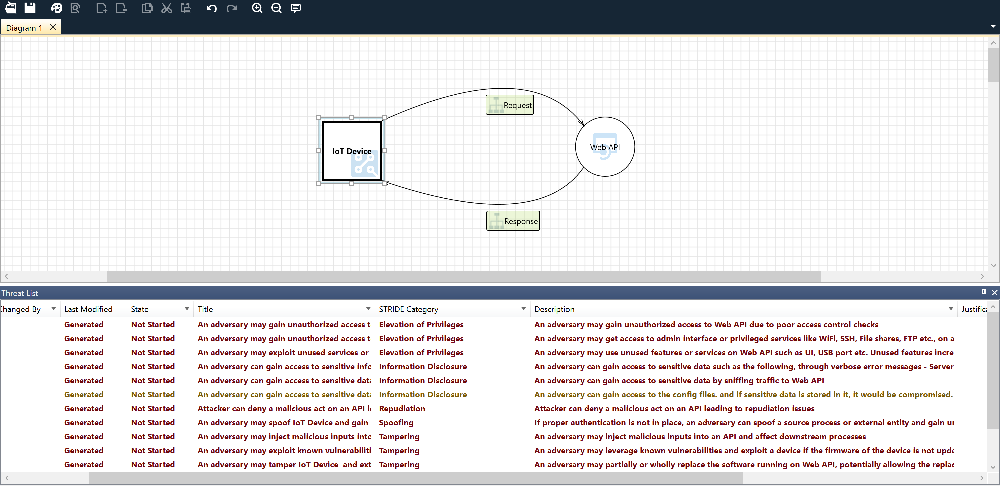 Diagram 1
Request
IoT Device
Web API
Response
Threat List
Changed By Last Modified State Title STRIDE Category Description
Generated Not Started An adversary may gain unauthorized access Elevation of Privileges An adversary may gain unauthorized access to Web API due to poor access control checks
Generated Not Started An adversary may gain unauthorized access Elevation of Privileges An adversary may get access to admin interface or privileged services like WiFi, SSH, File shares, FTP etc., on a
Generated Not Started An adversary may exploit unused services or Elevation of Privileges An adversary may use unused features or services on Web API such as UI, USB port etc. Unused features incre
Generated Not Started An adversary can gain access to sensitive info Information Disclosure An adversary can gain access to sensitive data such as the following, through verbose error messages - Server
Generated Not Started An adversary can gain access to sensitive data Information Disclosure An adversary can gain access to sensitive data by sniffing traffic to Web API
Generated Not Started An adversary can gain access to sensitive data Information Disclosure An adversary can gain access to the config files. and if sensitive data is stored in it, it would be compromised.
Generated Not Started Attacker can deny a malicious act on an API Repudiation Attacker can deny a malicious act on an API leading to repudiation issues
Generated Not Started An adversary may spoof IoT Device and gain Spoofing If proper authentication is not in place, an adversary can spoof a source process or external entity and gain
Generated Not Started An adversary may inject malicious inputs into Tampering An adversary may inject malicious inputs into an API and affect downstream processes
Generated Not Started An adversary may exploit known vulnerabiliti Tampering An adversary may leverage known vulnerabilities and exploit a device if the firmware of the device is not upda
Generated Not Started An adversary may tamper IoT Device and ext Tampering An adversary may partially or wholly replace the software running on Web API, potentially allowing the replac